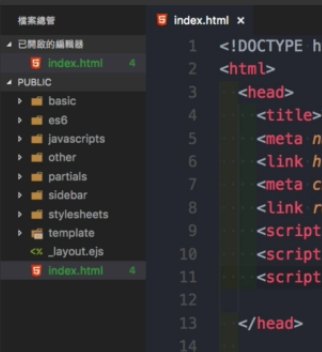 檔案總管
已開啟的編輯器
index.html 4
PUBLIC
basic
es6
javascripts
other
partials
sidebar
stylesheets
template
<% _layout.ejs
index.html 4
index.html ×
1 <!DOCTYPE h
2 <html>
3 <head>
4 <title>
5 <meta n
6 <link h
7 <meta c
8 <link r
9 <script
10 <script
11 <script
12
13 </head>
14